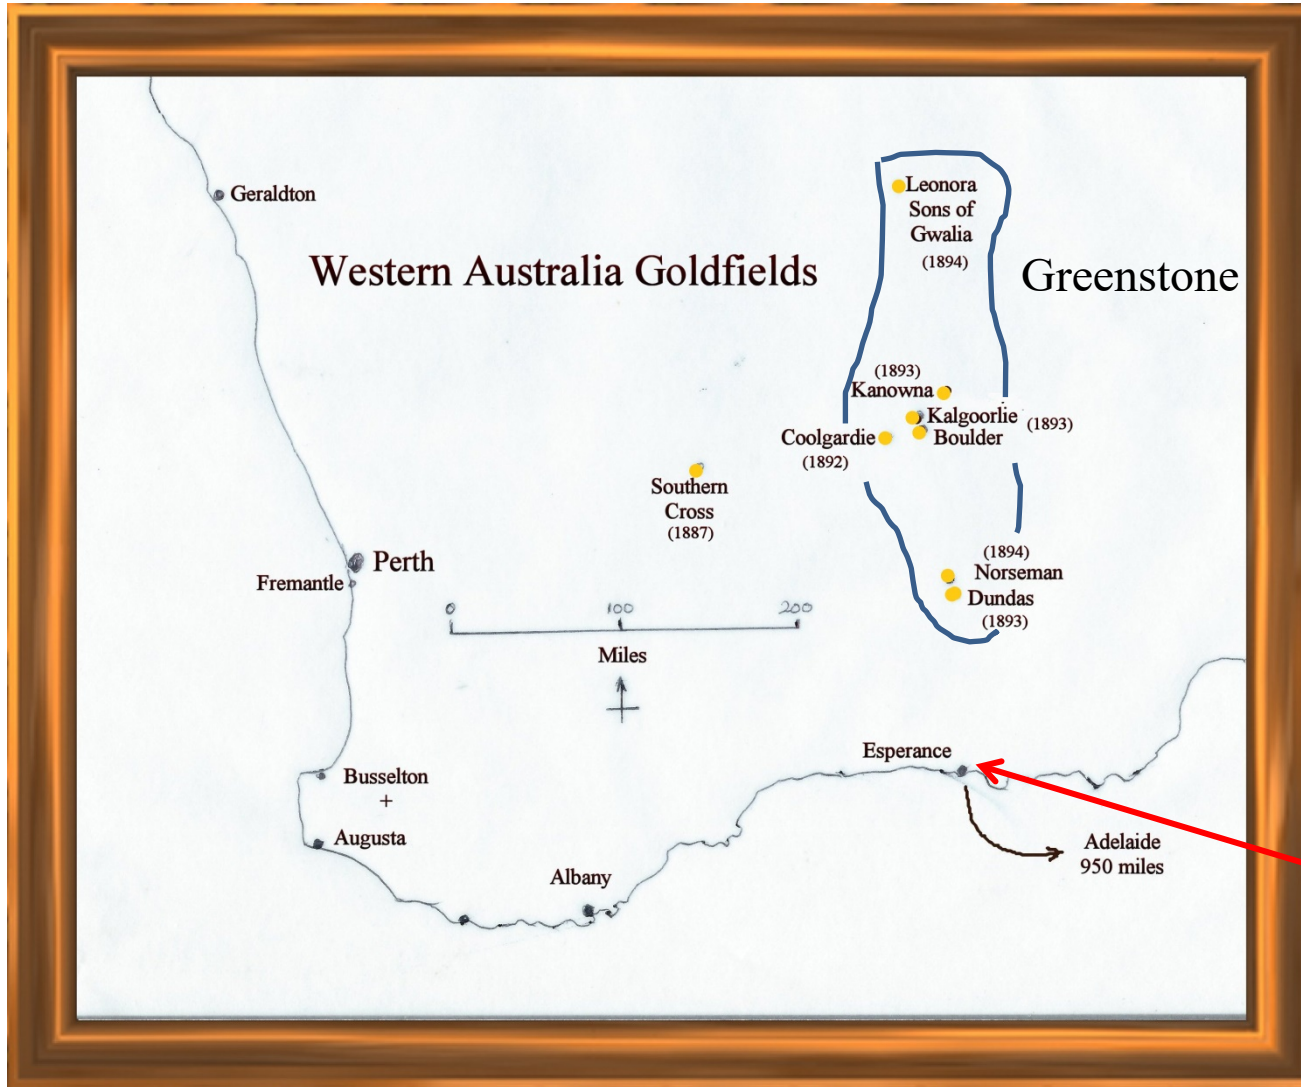 Geraldton
Leonora
Sons of
Gwalia
(1894)
Western Australia Goldfields
Greenstone
(1893)
Kanowna
Kalgoorlie
(1893)
Coolgardie
Boulder
(1892)
Southern
Cross
(1887)
Perth
Fremantle
(1894)
Norseman
Dundas
(1893)
0 100 200
Miles
Esperance
Busselton
Augusta
Adelaide
950 miles
Albany